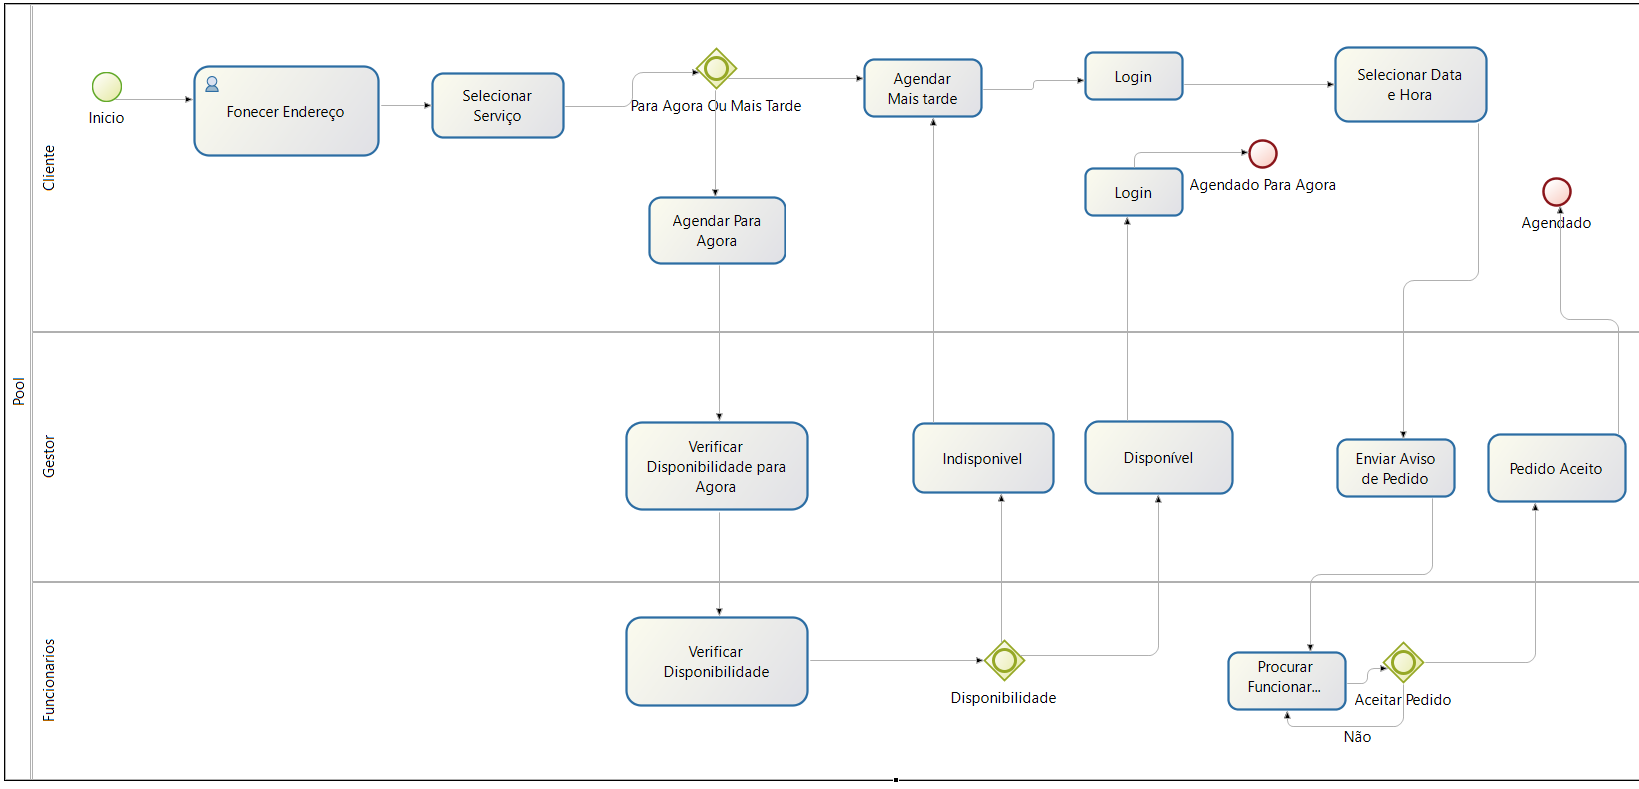 Pool
Cliente
Inicio
Fonecer Endereço
Selecionar
Serviço
Para Agora Ou Mais Tarde
Agendar
Mais tarde
Login
Selecionar Data
e Hora
Agendar Para
Agora
Login
Agendado Para Agora
Agendado
Gestor
Verificar
Disponibilidade para
Agora
Indisponivel
Disponível
Enviar Aviso
de Pedido
Pedido Aceito
Funcionarios
Verificar
Disponibilidade
Disponibilidade
Procurar
Funcionar...
Aceitar Pedido
Não